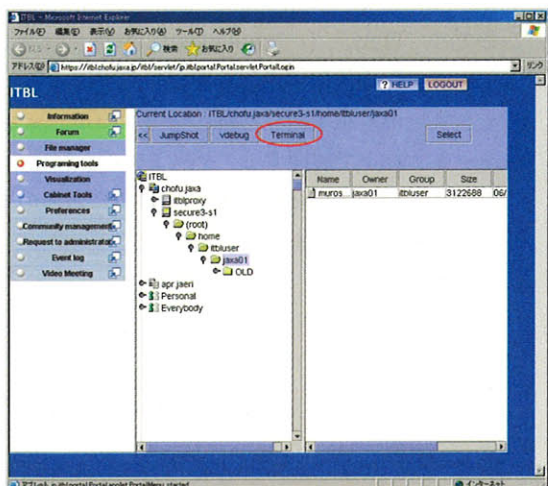 ITBL - Microsoft Internet Explorer
ファイル(F) 編集(E) 表示(V) お気に入り(A) ツール(T) ヘルプ(H)
検索 お気に入り
アドレス(D) https://itbl.chofu.jaxa.jp/itbl/servlet/jp.itbl.portal.Portal.servlet.PortalLogin
ITBL
? HELP LOGOUT
Information
Forum
File manager
Programing tools
Visualization
Cabinet Tools
Preferences
Community management
Request to administrator
Event log
Video Meeting
Current Location : ITBL/chofu.jaxa/secure3-s1/home/itbluser/jaxa01
<< JumpShot vdebug Terminal Select
ITBL
chofu.jaxa
itblproxy
secure3-s1
(root)
home
itbluser
jaxa01
OLD
apr.jaeri
Personal
Everybody
Name Owner Group Size
muros... jaxa01 itbluser 3122688 06/
インターネット